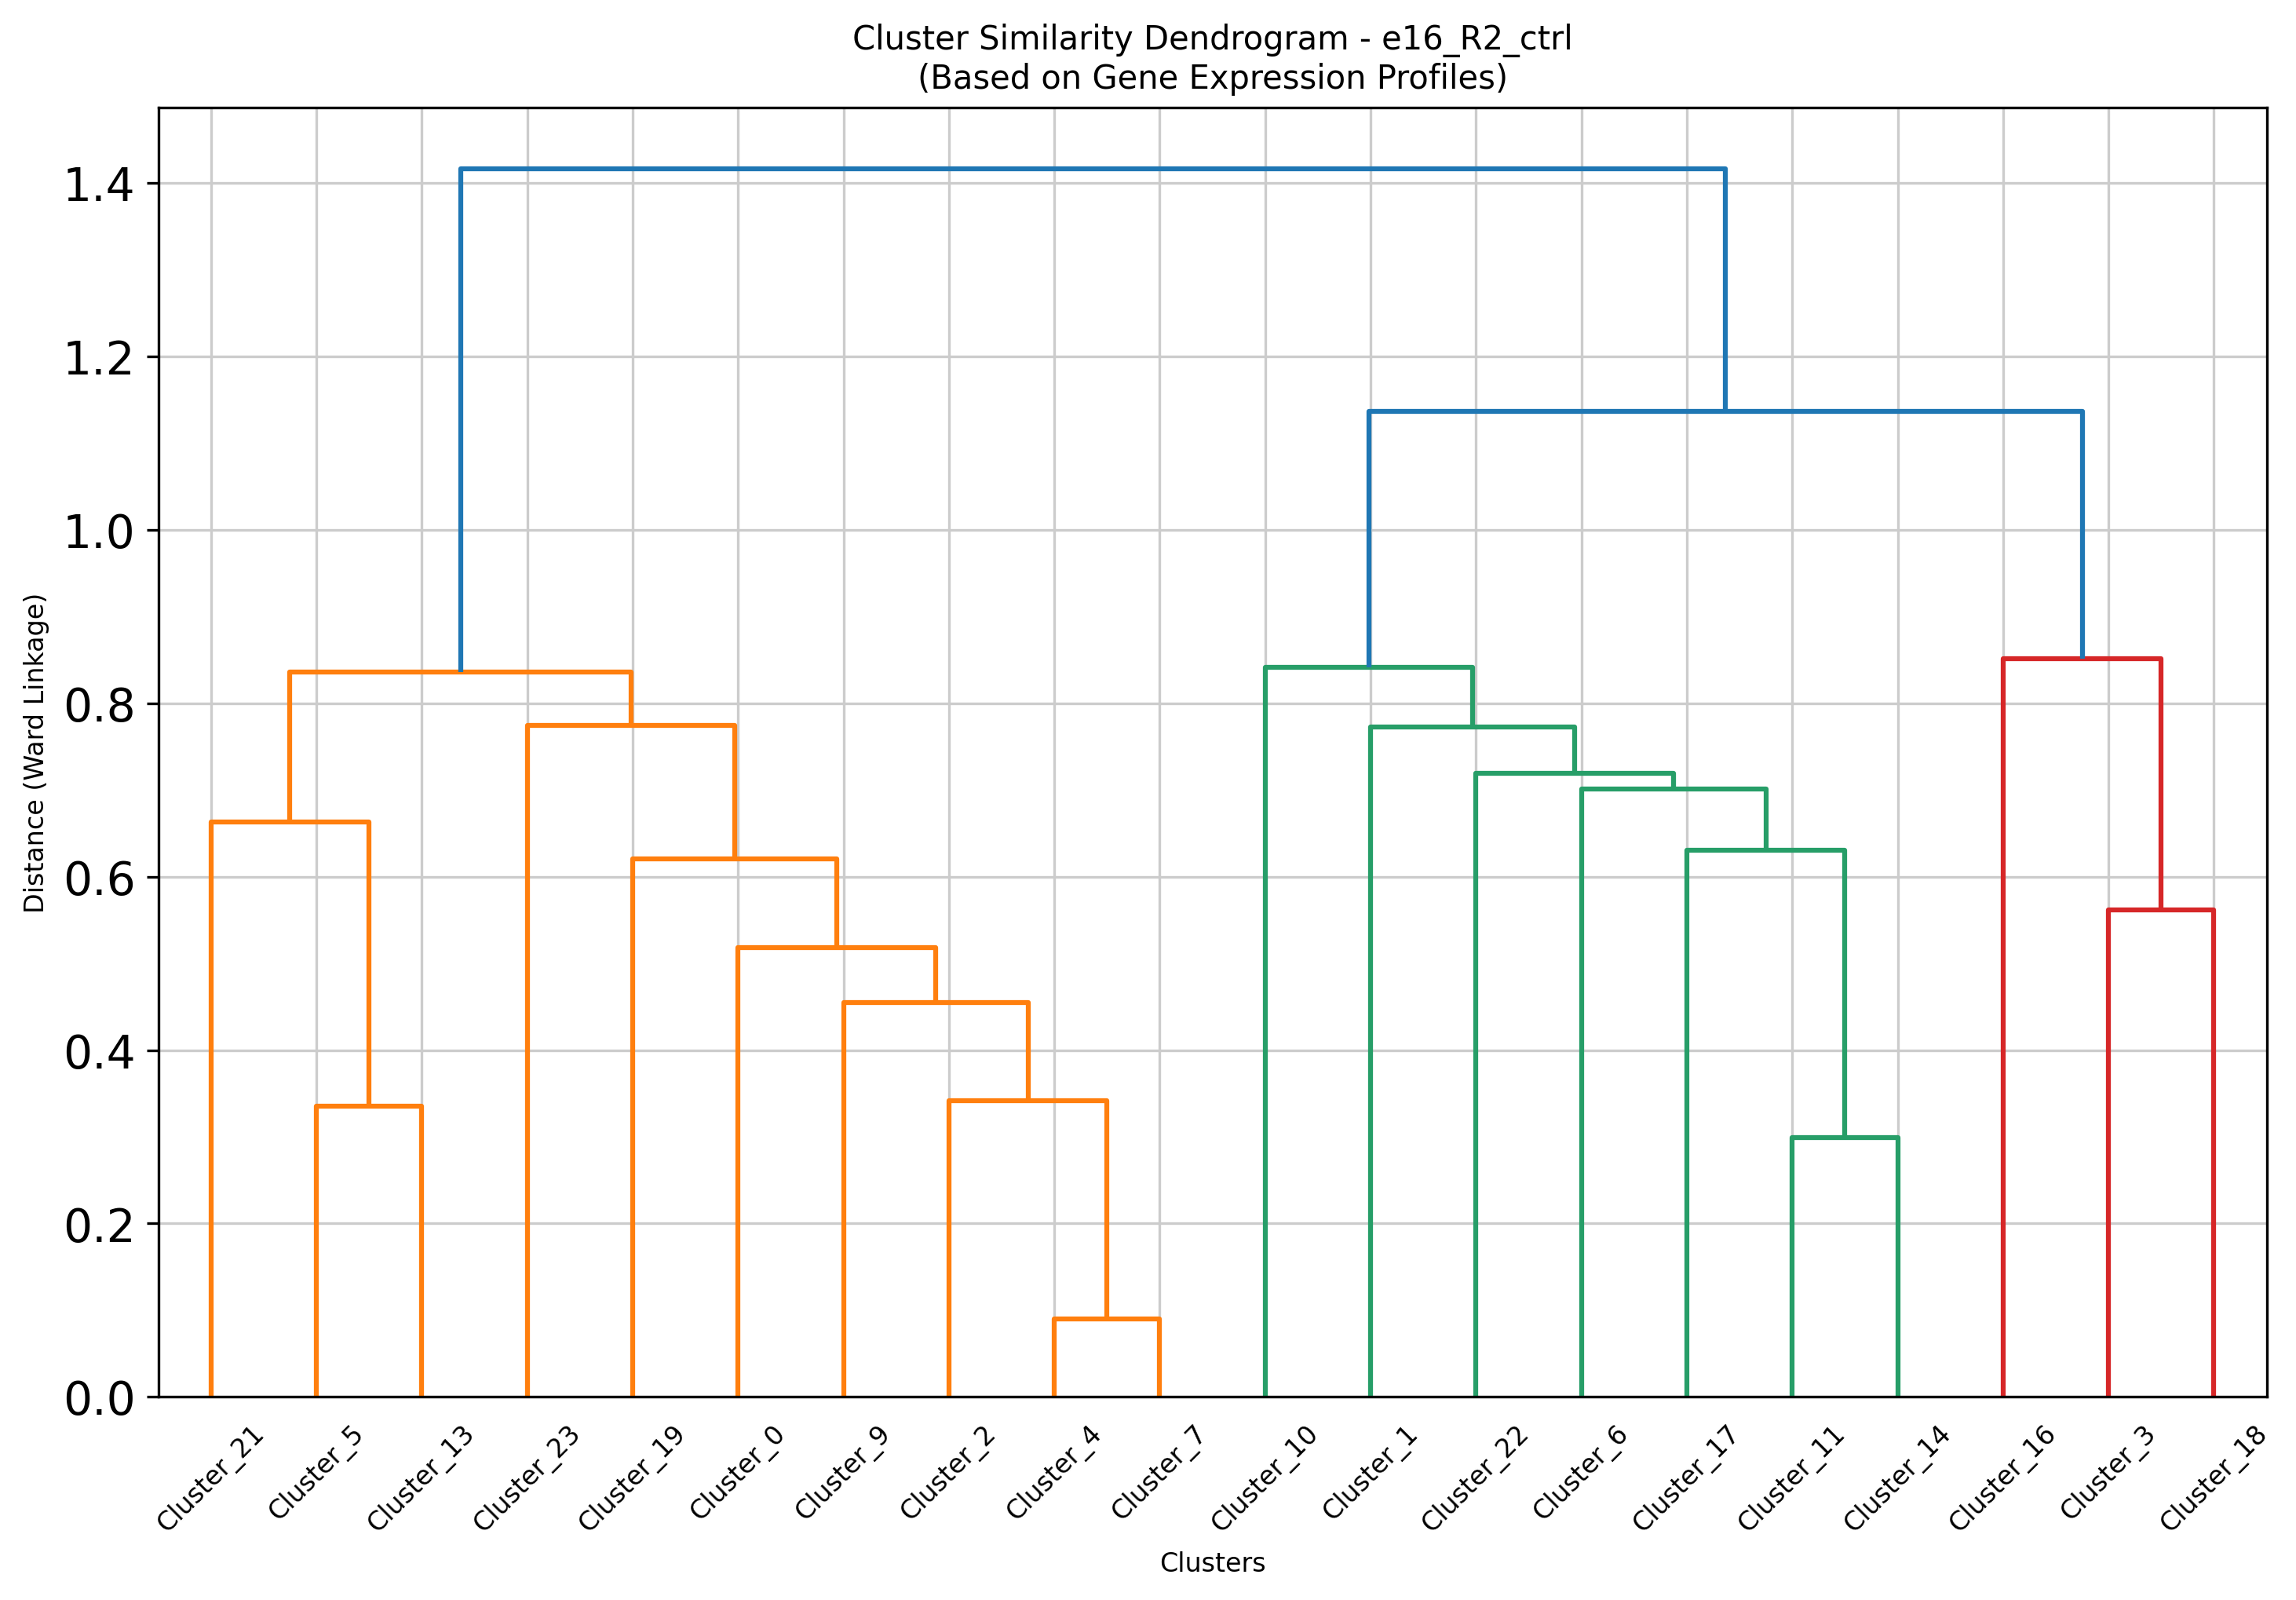 Cluster Similarity Dendrogram - e16_R2_ctrl
(Based on Gene Expression Profiles)
Distance (Ward Linkage)
1.4
1.2
1.0
0.8
0.6
0.4
0.2
0.0
Cluster_21
Cluster_5
Cluster_13
Cluster_23
Cluster_19
Cluster_0
Cluster_9
Cluster_2
Cluster_4
Cluster_7
Cluster_10
Cluster_1
Cluster_22
Cluster_6
Cluster_17
Cluster_11
Cluster_14
Cluster_16
Cluster_3
Cluster_18
Clusters